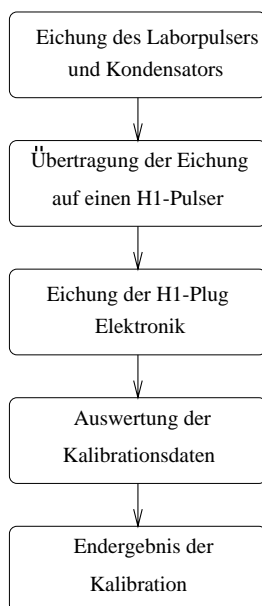 Eichung des Laborpulsers
und Kondensators
Übertragung der Eichung
auf einen H1-Pulser
Eichung der H1-Plug
Elektronik
Auswertung der
Kalibrationsdaten
Endergebnis der
Kalibration